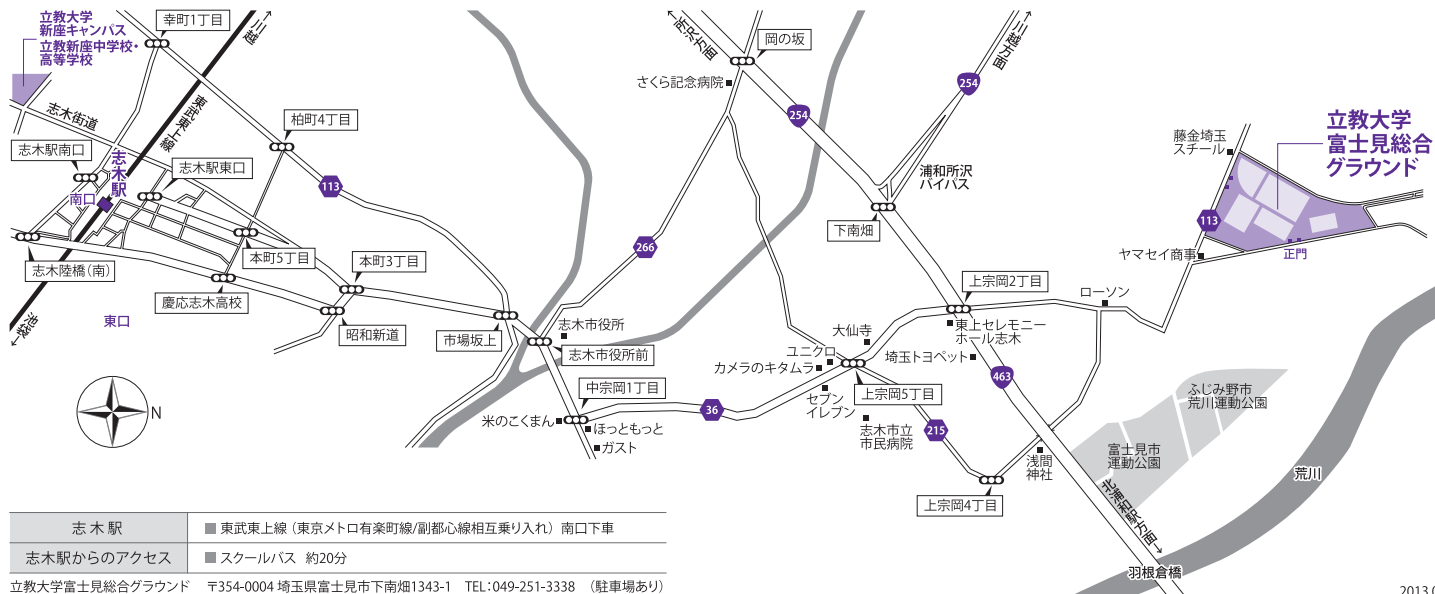 立教大学
新座キャンパス
立教新座中学校・
高等学校
幸町1丁目
川越
東武東上線
志木街道
志木駅南口
志木駅
南口
志木駅東口
柏町4丁目
113
本町5丁目
本町3丁目
志木陸橋(南)
慶応志木高校
昭和新道
池袋
東口
N
市場坂上
志木市役所
志木市役所前
中宗岡1丁目
米のこくまん
ほっともっと
ガスト
266
36
所沢方面
岡の坂
さくら記念病院
254
川越方面
254
浦和所沢
バイパス
下南畑
上宗岡2丁目
東上セレモニー
ホール志木
埼玉トヨペット
大仙寺
ユニクロ
カメラのキタムラ
セブン
イレブン
上宗岡5丁目
志木市立
市民病院
215
463
上宗岡4丁目
浅間
神社
ローソン
ヤマセイ商事
藤金埼玉
スチール
113
立教大学
富士見総合
グラウンド
正門
ふじみ野市
荒川運動公園
富士見市
運動公園
北浦和駅方面
荒川
羽根倉橋
志木駅
東武東上線(東京メトロ有楽町線/副都心線相互乗り入れ) 南口下車
志木駅からのアクセス
スクールバス 約20分
立教大学富士見総合グラウンド 〒354-0004 埼玉県富士見市下南畑1343-1 TEL:049-251-3338 (駐車場あり)